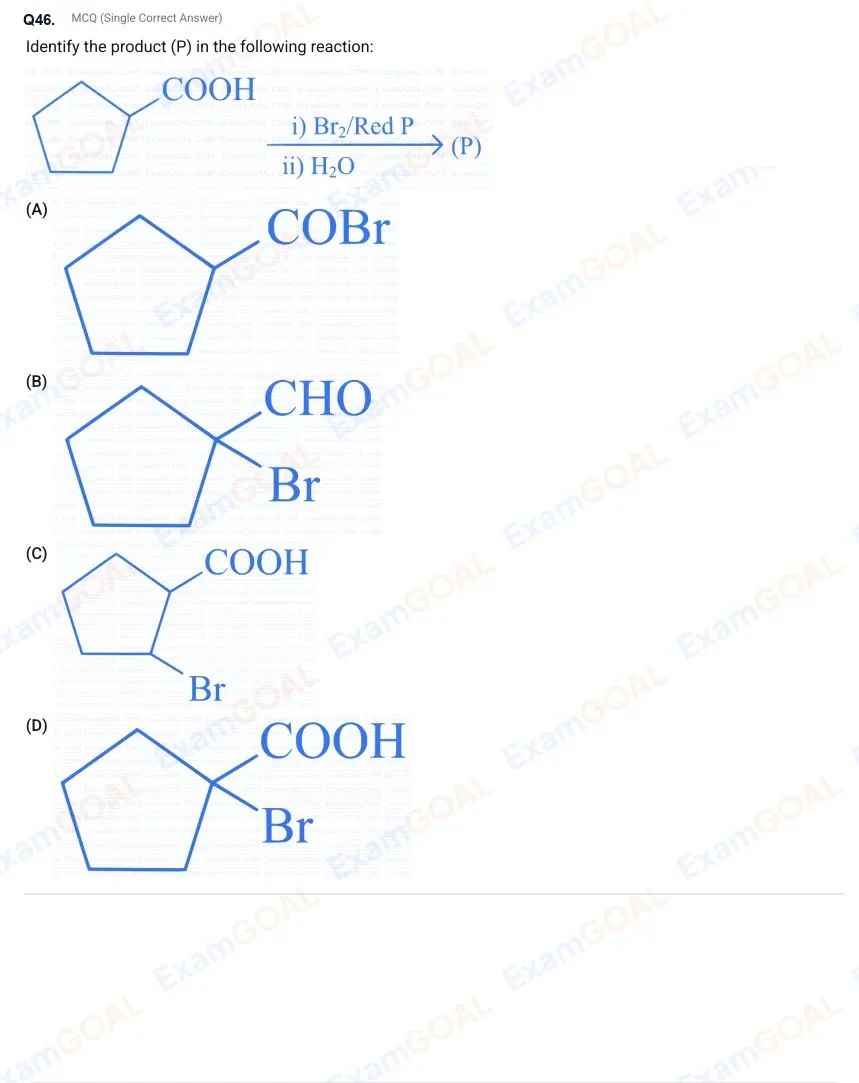 Q46. MCQ (Single Correct Answer)
Identify the product (P) in the following reaction:
COOH
i) Br₂/Red P
ii) H₂O
(P)
(A)
COBr
(B)
CHO
Br
(C)
COOH
Br
(D)
COOH
Br
ExamGOAL